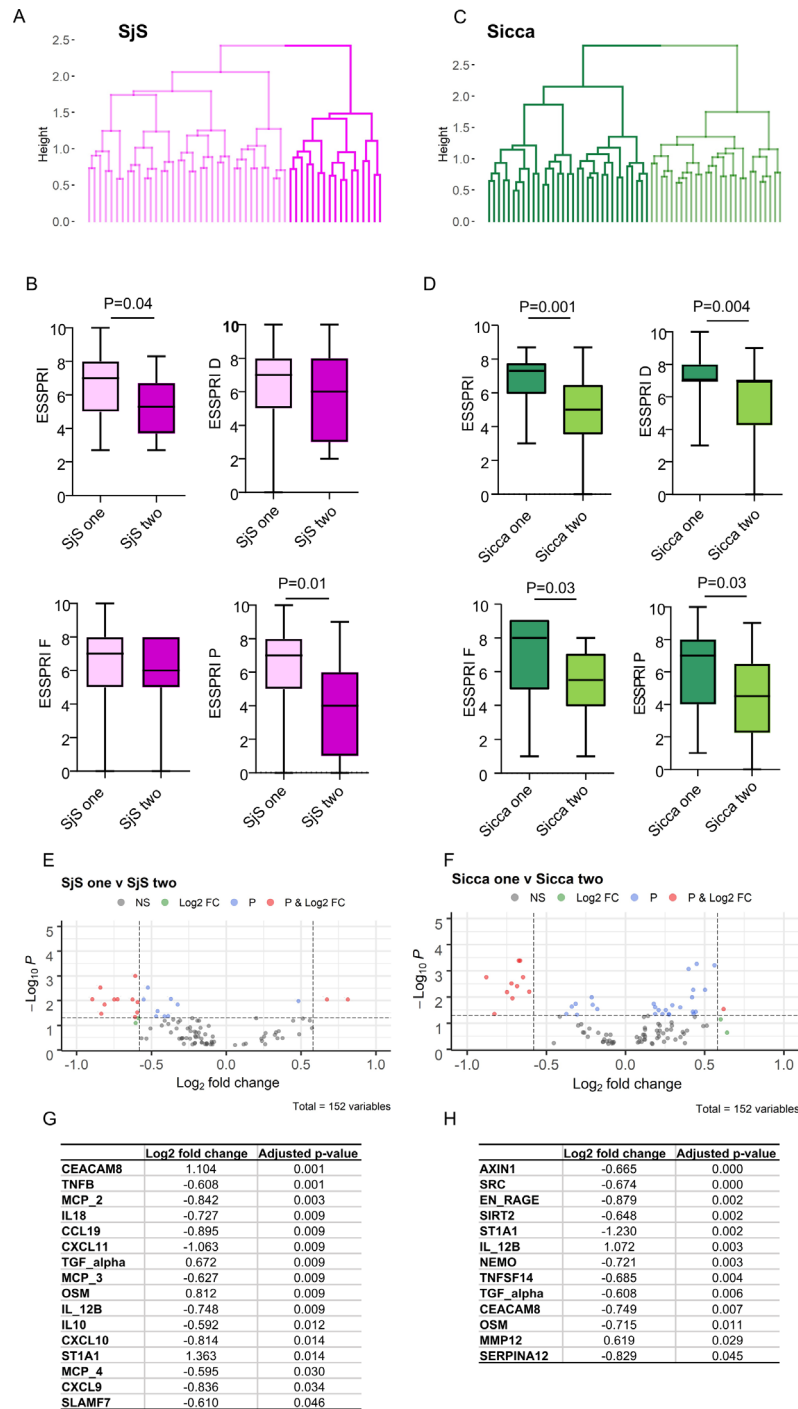 A
SjS
2.5
2.0
1.5
1.0
0.5
0.0
Height
C
Sicca
2.5
2.0
1.5
1.0
0.5
0.0
Height
B
P=0.04
10
8
6
4
2
0
ESSPRI
SjS one
SjS two
10
8
6
4
2
0
ESSPRI D
SjS one
SjS two
D
P=0.001
10
8
6
4
2
0
ESSPRI
Sicca one
Sicca two
P=0.004
10
8
6
4
2
0
ESSPRI D
Sicca one
Sicca two
10
8
6
4
2
0
ESSPRI F
SjS one
SjS two
P=0.01
10
8
6
4
2
0
ESSPRI P
SjS one
SjS two
P=0.03
10
8
6
4
2
0
ESSPRI F
Sicca one
Sicca two
P=0.03
10
8
6
4
2
0
ESSPRI P
Sicca one
Sicca two
E
SjS one v SjS two
NS Log2 FC P P & Log2 FC
5
4
3
2
1
0
– Log10 P
-1.0 -0.5 0.0 0.5 1.0
Log2 fold change
Total = 152 variables
F
Sicca one v Sicca two
NS Log2 FC P P & Log2 FC
5
4
3
2
1
0
– Log10 P
-1.0 -0.5 0.0 0.5 1.0
Log2 fold change
Total = 152 variables
G
Log2 fold change Adjusted p-value
CEACAM8 1.104 0.001
TNFB -0.608 0.001
MCP_2 -0.842 0.003
IL18 -0.727 0.009
CCL19 -0.895 0.009
CXCL11 -1.063 0.009
TGF_alpha 0.672 0.009
MCP_3 -0.627 0.009
OSM 0.812 0.009
IL_12B -0.748 0.009
IL10 -0.592 0.012
CXCL10 -0.814 0.014
ST1A1 1.363 0.014
MCP_4 -0.595 0.030
CXCL9 -0.836 0.034
SLAMF7 -0.610 0.046
H
Log2 fold change Adjusted p-value
AXIN1 -0.665 0.000
SRC -0.674 0.000
EN_RAGE -0.879 0.002
SIRT2 -0.648 0.002
ST1A1 -1.230 0.002
IL_12B 1.072 0.003
NEMO -0.721 0.003
TNFSF14 -0.685 0.004
TGF_alpha -0.608 0.006
CEACAM8 -0.749 0.007
OSM -0.715 0.011
MMP12 0.619 0.029
SERPINA12 -0.829 0.045